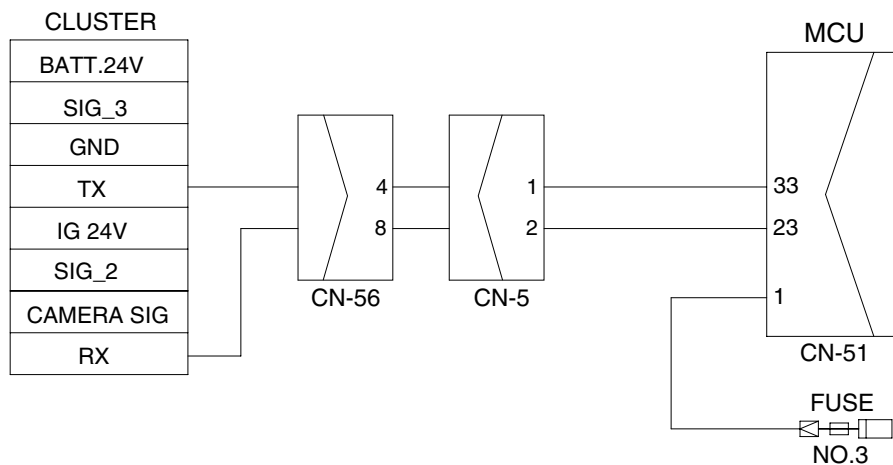 CLUSTER
BATT.24V
SIG_3
GND
TX
IG 24V
SIG_2
CAMERA SIG
RX
4
8
CN-56
1
2
CN-5
MCU
33
23
1
CN-51
FUSE
NO.3